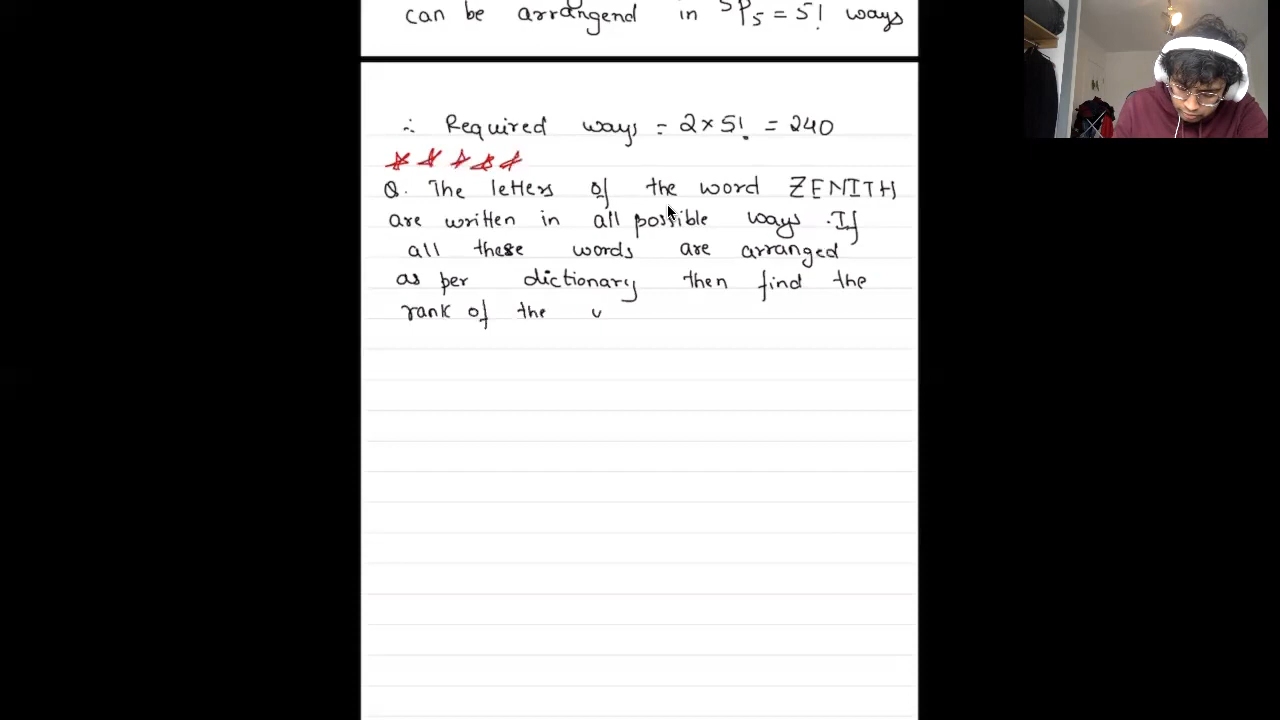 can be arrangend in ⁵P₅ = 5! ways
∴ Required ways = 2 × 5! = 240
Q. The letters of the word ZENITH
are written in all possible ways . If
all these words are arranged
as per dictionary then find the
rank of the